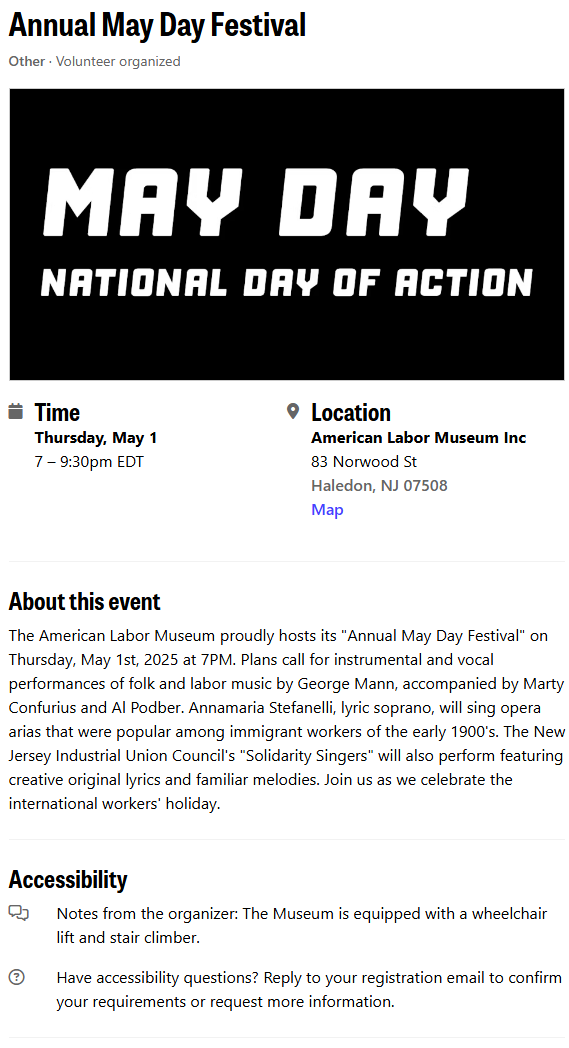 Annual May Day Festival
Other · Volunteer organized
MAY DAY
NATIONAL DAY OF ACTION
Time
Thursday, May 1
7 – 9:30pm EDT
Location
American Labor Museum Inc
83 Norwood St
Haledon, NJ 07508
Map
About this event
The American Labor Museum proudly hosts its "Annual May Day Festival" on
Thursday, May 1st, 2025 at 7PM. Plans call for instrumental and vocal
performances of folk and labor music by George Mann, accompanied by Marty
Confurius and Al Podber. Annamaria Stefanelli, lyric soprano, will sing opera
arias that were popular among immigrant workers of the early 1900's. The New
Jersey Industrial Union Council's "Solidarity Singers" will also perform featuring
creative original lyrics and familiar melodies. Join us as we celebrate the
international workers' holiday.
Accessibility
Notes from the organizer: The Museum is equipped with a wheelchair
lift and stair climber.
Have accessibility questions? Reply to your registration email to confirm
your requirements or request more information.